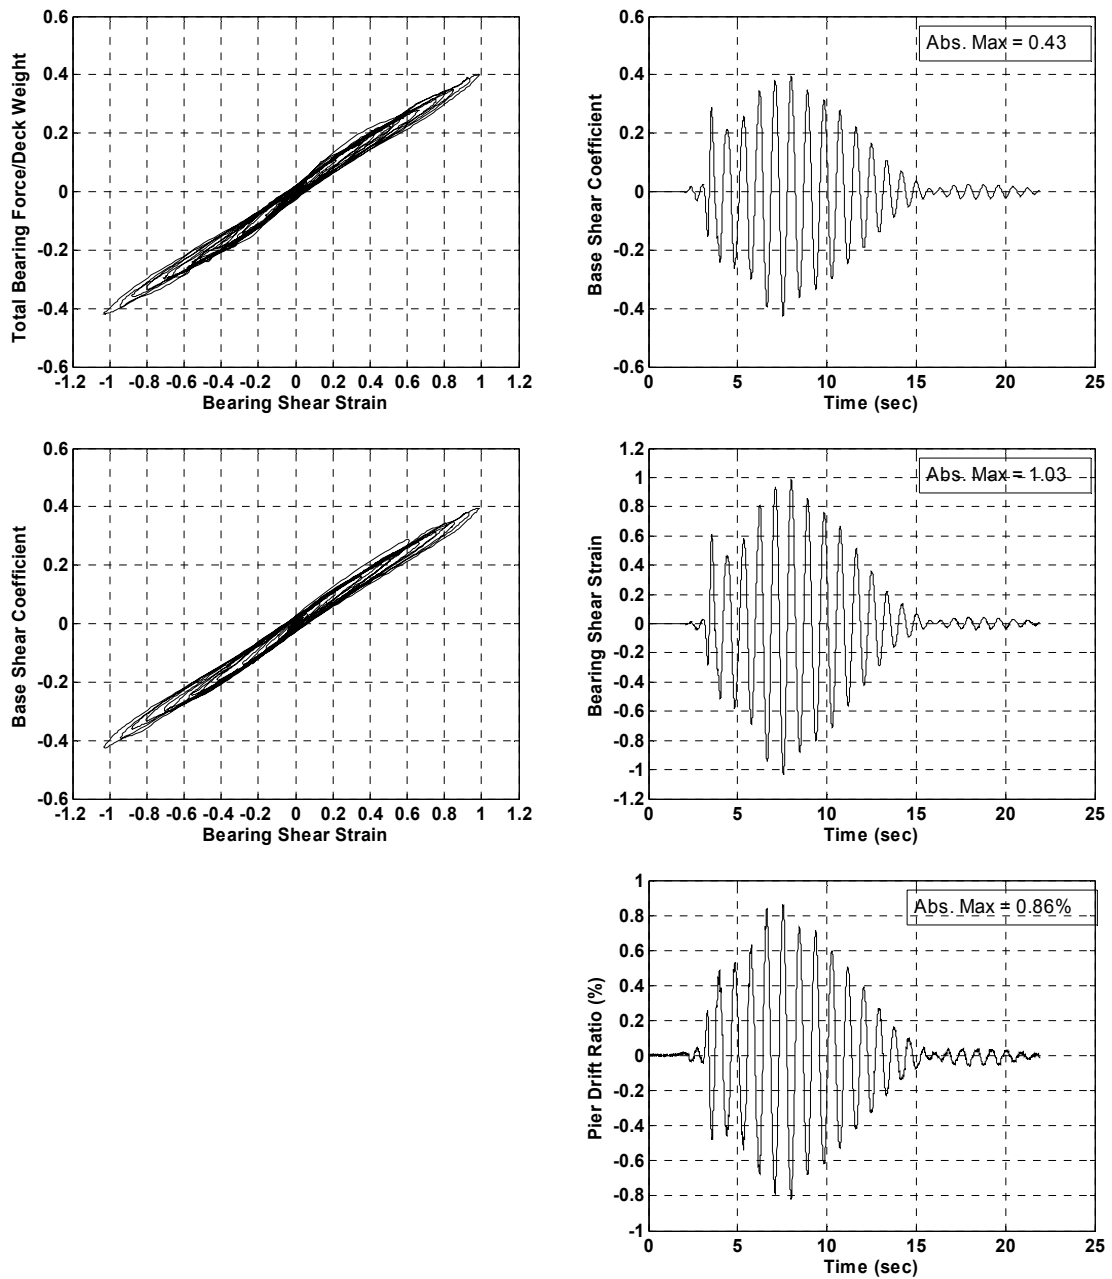 Total Bearing Force/Deck Weight
0.6
0.4
0.2
0
-0.2
-0.4
-0.6
-1.2 -1 -0.8 -0.6 -0.4 -0.2 0 0.2 0.4 0.6 0.8 1 1.2
Bearing Shear Strain
Base Shear Coefficient
0.6
0.4
0.2
0
-0.2
-0.4
-0.6
Abs. Max = 0.43
0 5 10 15 20 25
Time (sec)
Base Shear Coefficient
0.6
0.4
0.2
0
-0.2
-0.4
-0.6
-1.2 -1 -0.8 -0.6 -0.4 -0.2 0 0.2 0.4 0.6 0.8 1 1.2
Bearing Shear Strain
Bearing Shear Strain
1.2
1
0.8
0.6
0.4
0.2
0
-0.2
-0.4
-0.6
-0.8
-1
-1.2
Abs. Max = 1.03
0 5 10 15 20 25
Time (sec)
Pier Drift Ratio (%)
1
0.8
0.6
0.4
0.2
0
-0.2
-0.4
-0.6
-0.8
-1
Abs. Max = 0.86%
0 5 10 15 20 25
Time (sec)